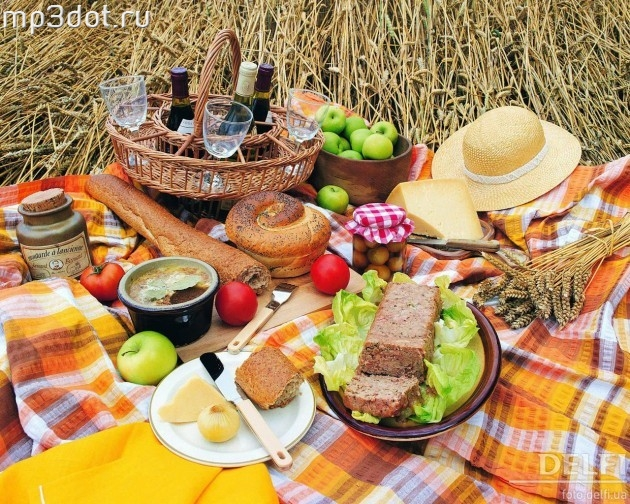 mp3dot.ru
moutarde à l'ancienne
DELFI
foto.delfi.ua